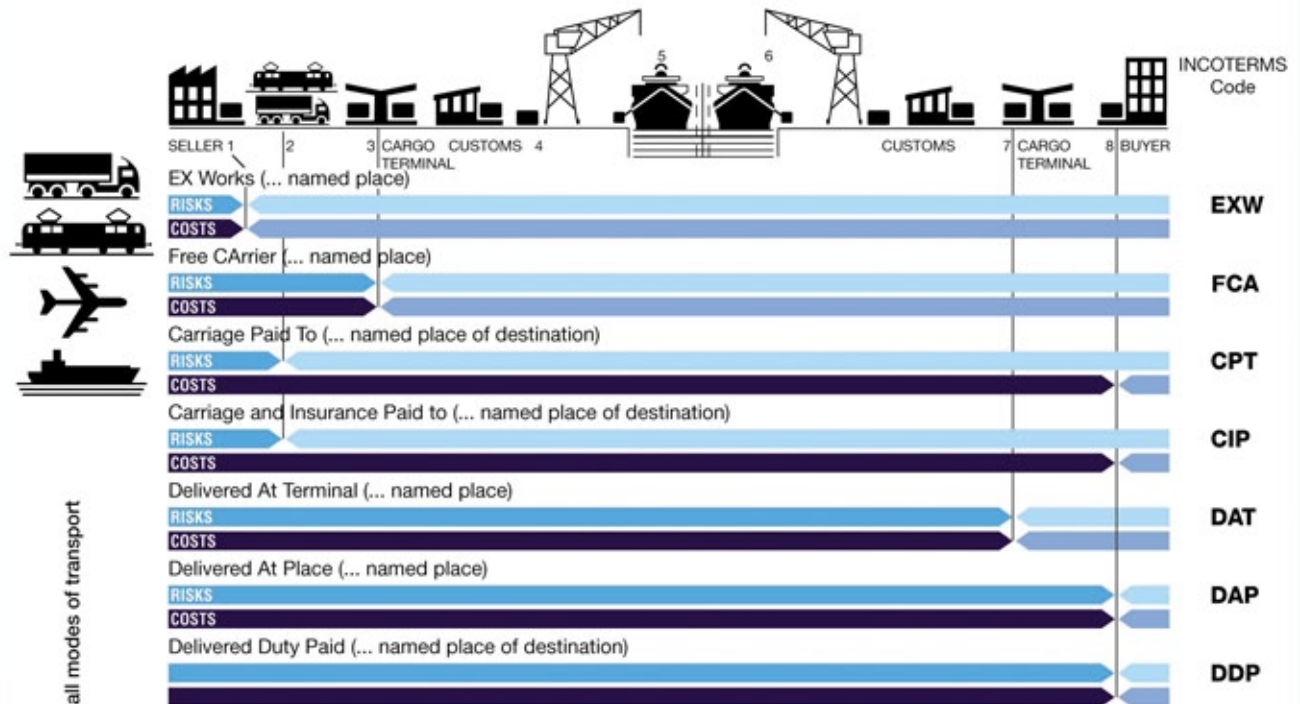 5 6
INCOTERMS
Code
SELLER 1 2 3 CARGO TERMINAL CUSTOMS 4 CUSTOMS 7 CARGO TERMINAL 8 BUYER
EX Works (... named place)
RISKS
COSTS
EXW
Free CArrier (... named place)
RISKS
COSTS
FCA
Carriage Paid To (... named place of destination)
RISKS
COSTS
CPT
Carriage and Insurance Paid to (... named place of destination)
RISKS
COSTS
CIP
Delivered At Terminal (... named place)
RISKS
COSTS
DAT
Delivered At Place (... named place)
RISKS
COSTS
DAP
Delivered Duty Paid (... named place of destination)
DDP
all modes of transport